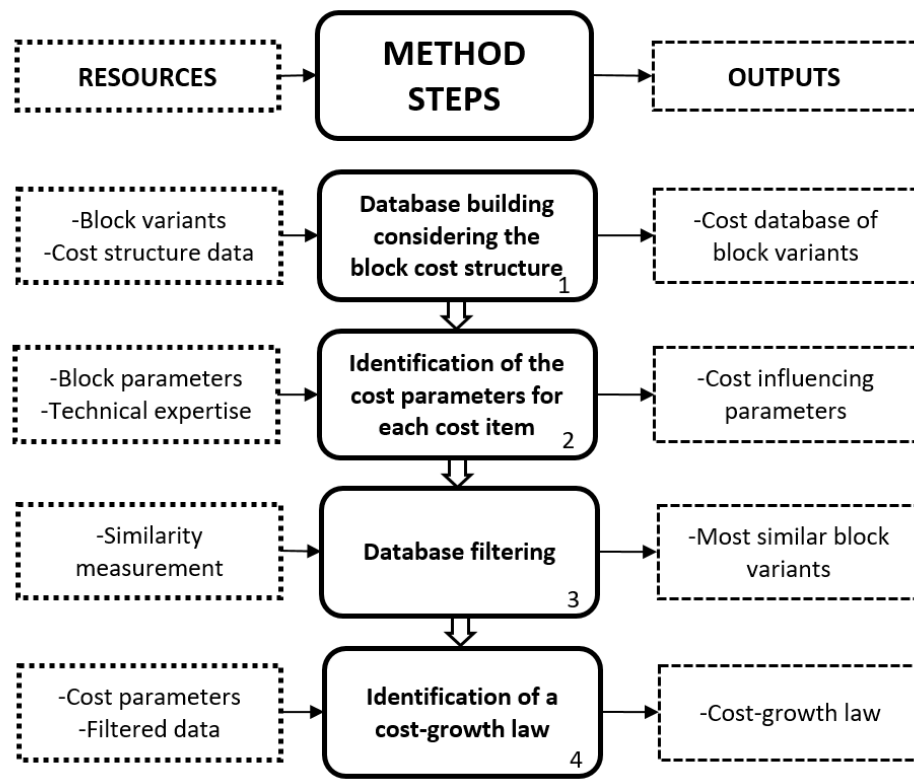 RESOURCES
METHOD
STEPS
OUTPUTS
-Block variants
-Cost structure data
Database building
considering the
block cost structure
1
-Cost database of
block variants
-Block parameters
-Technical expertise
Identification of the
cost parameters for
each cost item
2
-Cost influencing
parameters
-Similarity
measurement
Database filtering
3
-Most similar block
variants
-Cost parameters
-Filtered data
Identification of a
cost-growth law
4
-Cost-growth law